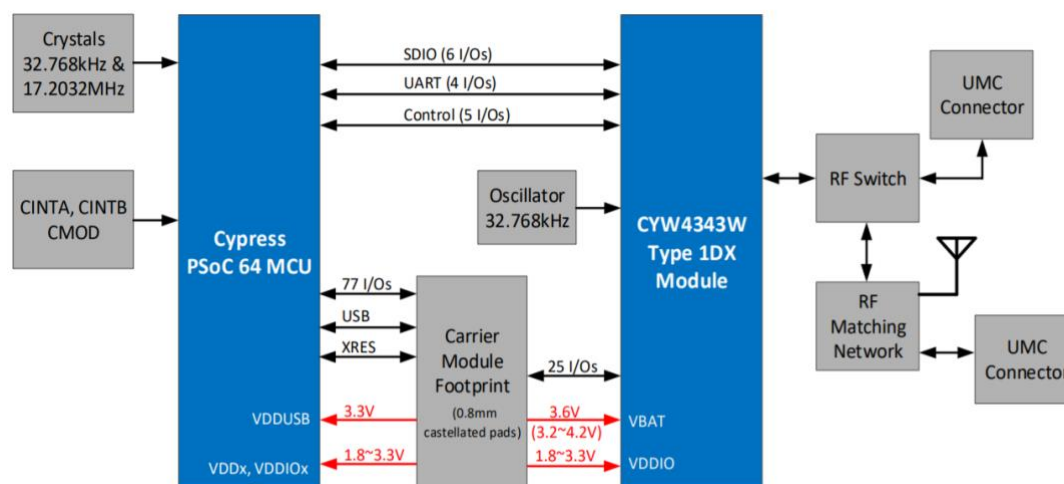 Crystals
32.768kHz &
17.2032MHz
CINTA, CINTB
CMOD
Cypress
PSoC 64 MCU
VDDUSB
VDDx, VDDIOx
SDIO (6 I/Os)
UART (4 I/Os)
Control (5 I/Os)
Oscillator
32.768kHz
77 I/Os
USB
XRES
3.3V
1.8~3.3V
Carrier
Module
Footprint
(0.8mm
castellated pads)
25 I/Os
3.6V
(3.2~4.2V)
1.8~3.3V
CYW4343W
Type 1DX
Module
VBAT
VDDIO
RF Switch
UMC
Connector
RF
Matching
Network
UMC
Connector